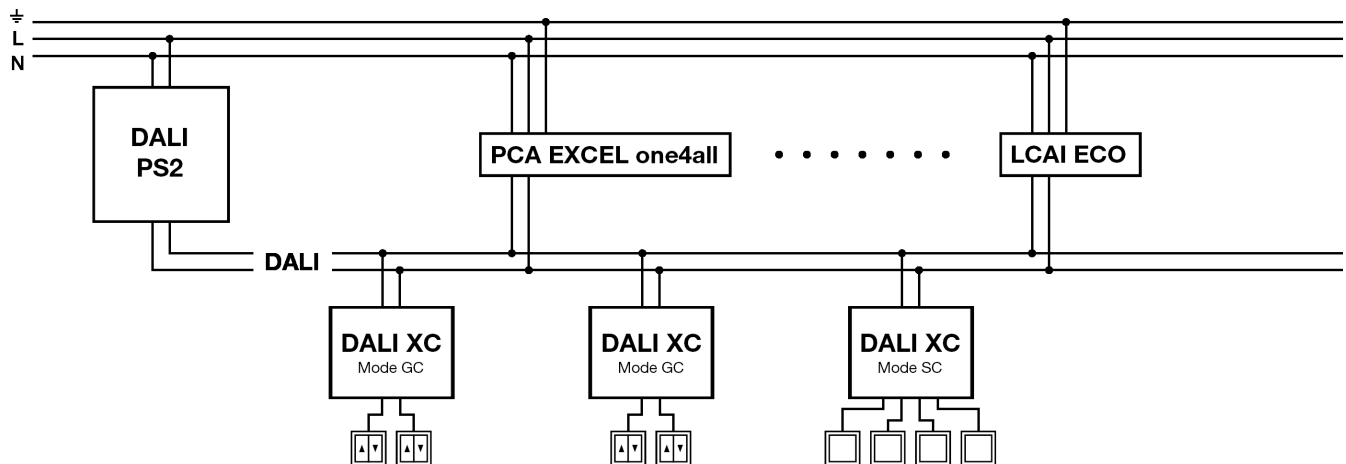 L
N
DALI
PS2
PCA EXCEL one4all
LCAI ECO
DALI
DALI XC
Mode GC
DALI XC
Mode GC
DALI XC
Mode SC